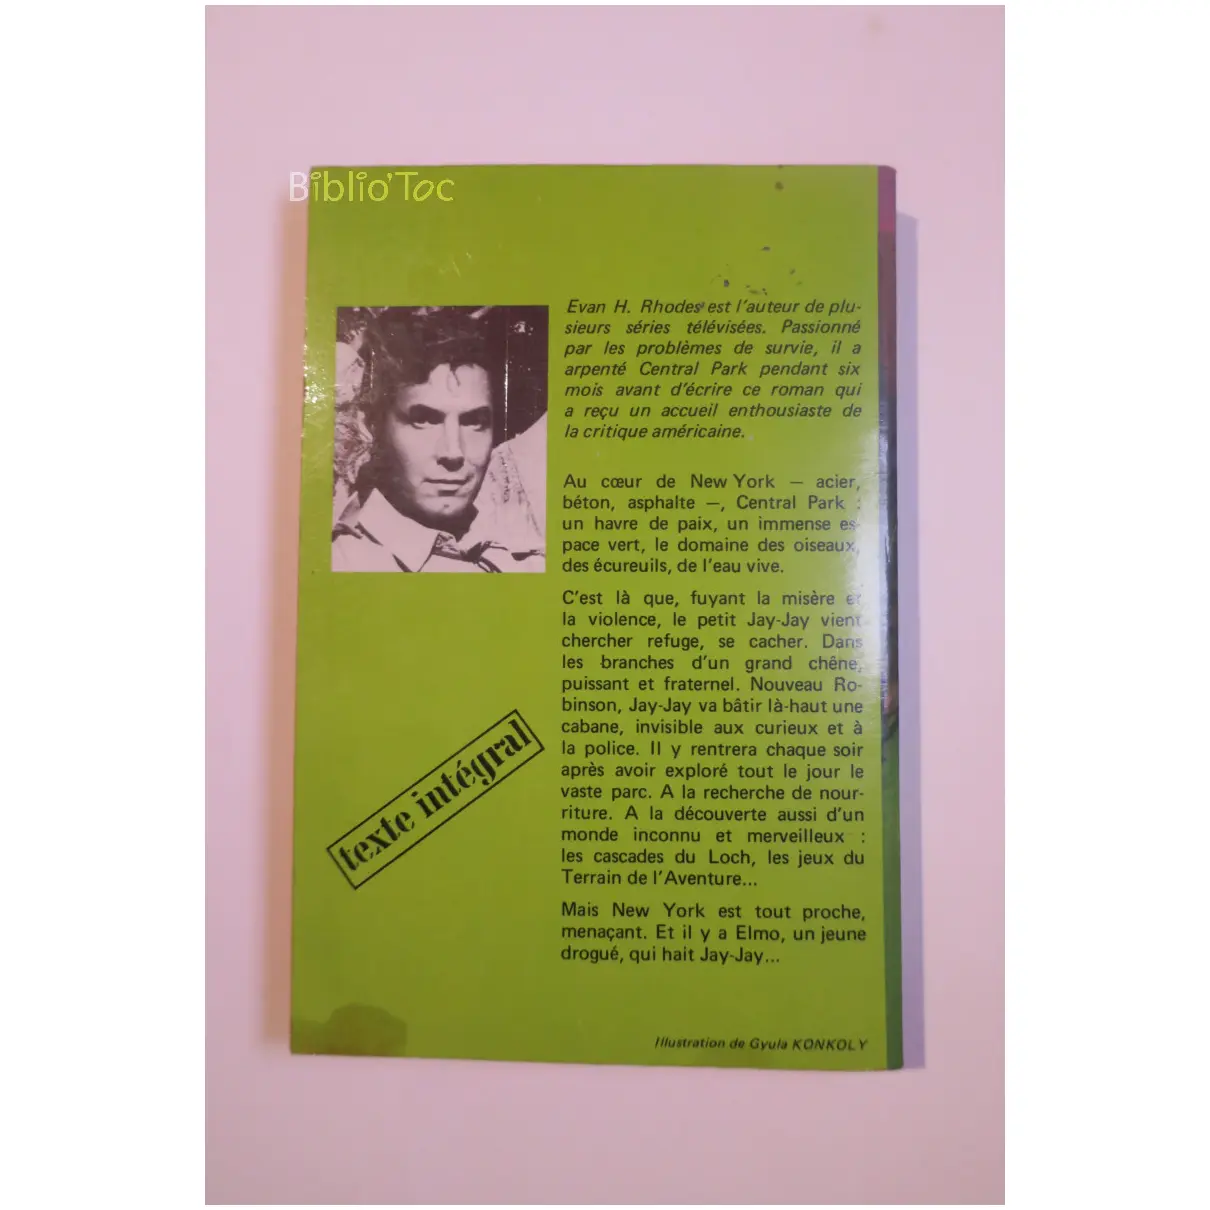 Biblio'Toc
Evan H. Rhodes est l'auteur de plu-
sieurs séries télévisées. Passionné
par les problèmes de survie, il a
arpenté Central Park pendant six
mois avant d'écrire ce roman qui
a reçu un accueil enthousiaste de
la critique américaine.
Au cœur de New York — acier,
béton, asphalte —, Central Park :
un havre de paix, un immense es-
pace vert, le domaine des oiseaux,
des écureuils, de l'eau vive.
C'est là que, fuyant la misère et
la violence, le petit Jay-Jay vient
chercher refuge, se cacher. Dans
les branches d'un grand chêne,
puissant et fraternel. Nouveau Ro-
binson, Jay-Jay va bâtir là-haut une
cabane, invisible aux curieux et à
la police. Il y rentrera chaque soir
après avoir exploré tout le jour le
vaste parc. A la recherche de nour-
riture. A la découverte aussi d'un
monde inconnu et merveilleux :
les cascades du Loch, les jeux du
Terrain de l'Aventure...
Mais New York est tout proche,
menaçant. Et il y a Elmo, un jeune
drogué, qui hait Jay-Jay...
texte intégral
Illustration de Gyula KONKOLY